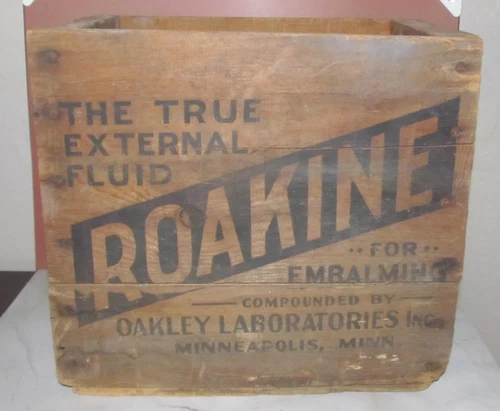 THE TRUE
EXTERNAL
FLUID
ROAKINE
·· FOR ··
EMBALMING
COMPOUNDED BY
OAKLEY LABORATORIES INC.
MINNEAPOLIS, MINN.